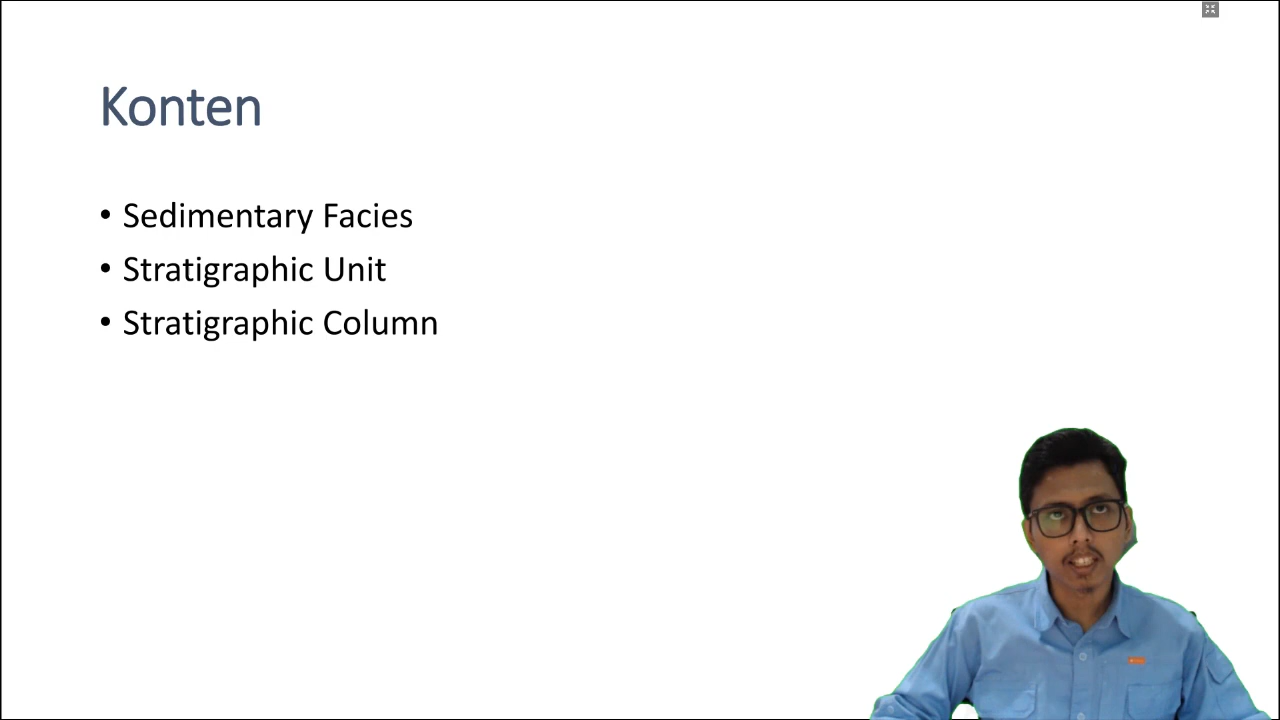 Konten
• Sedimentary Facies
• Stratigraphic Unit
• Stratigraphic Column